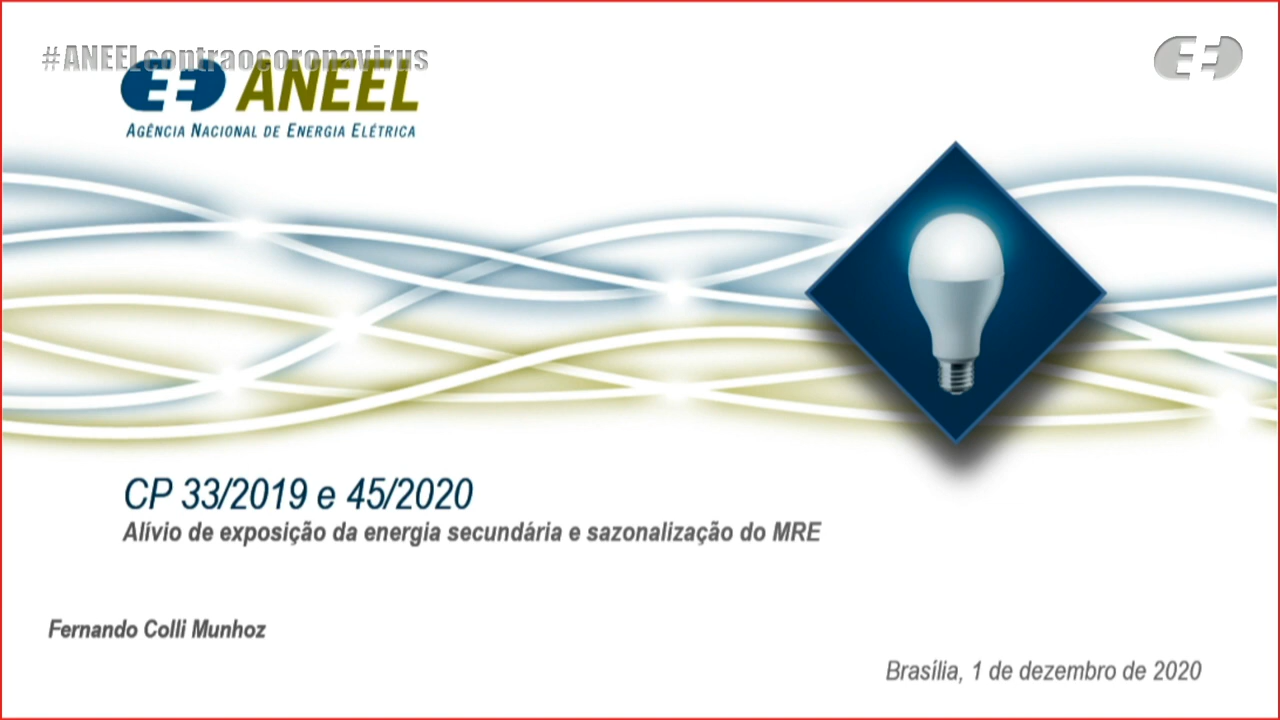 #ANEELcontraocoronavirus
ANEEL
AGÊNCIA NACIONAL DE ENERGIA ELÉTRICA
CP 33/2019 e 45/2020
Alívio de exposição da energia secundária e sazonalização do MRE
Fernando Colli Munhoz
Brasília, 1 de dezembro de 2020